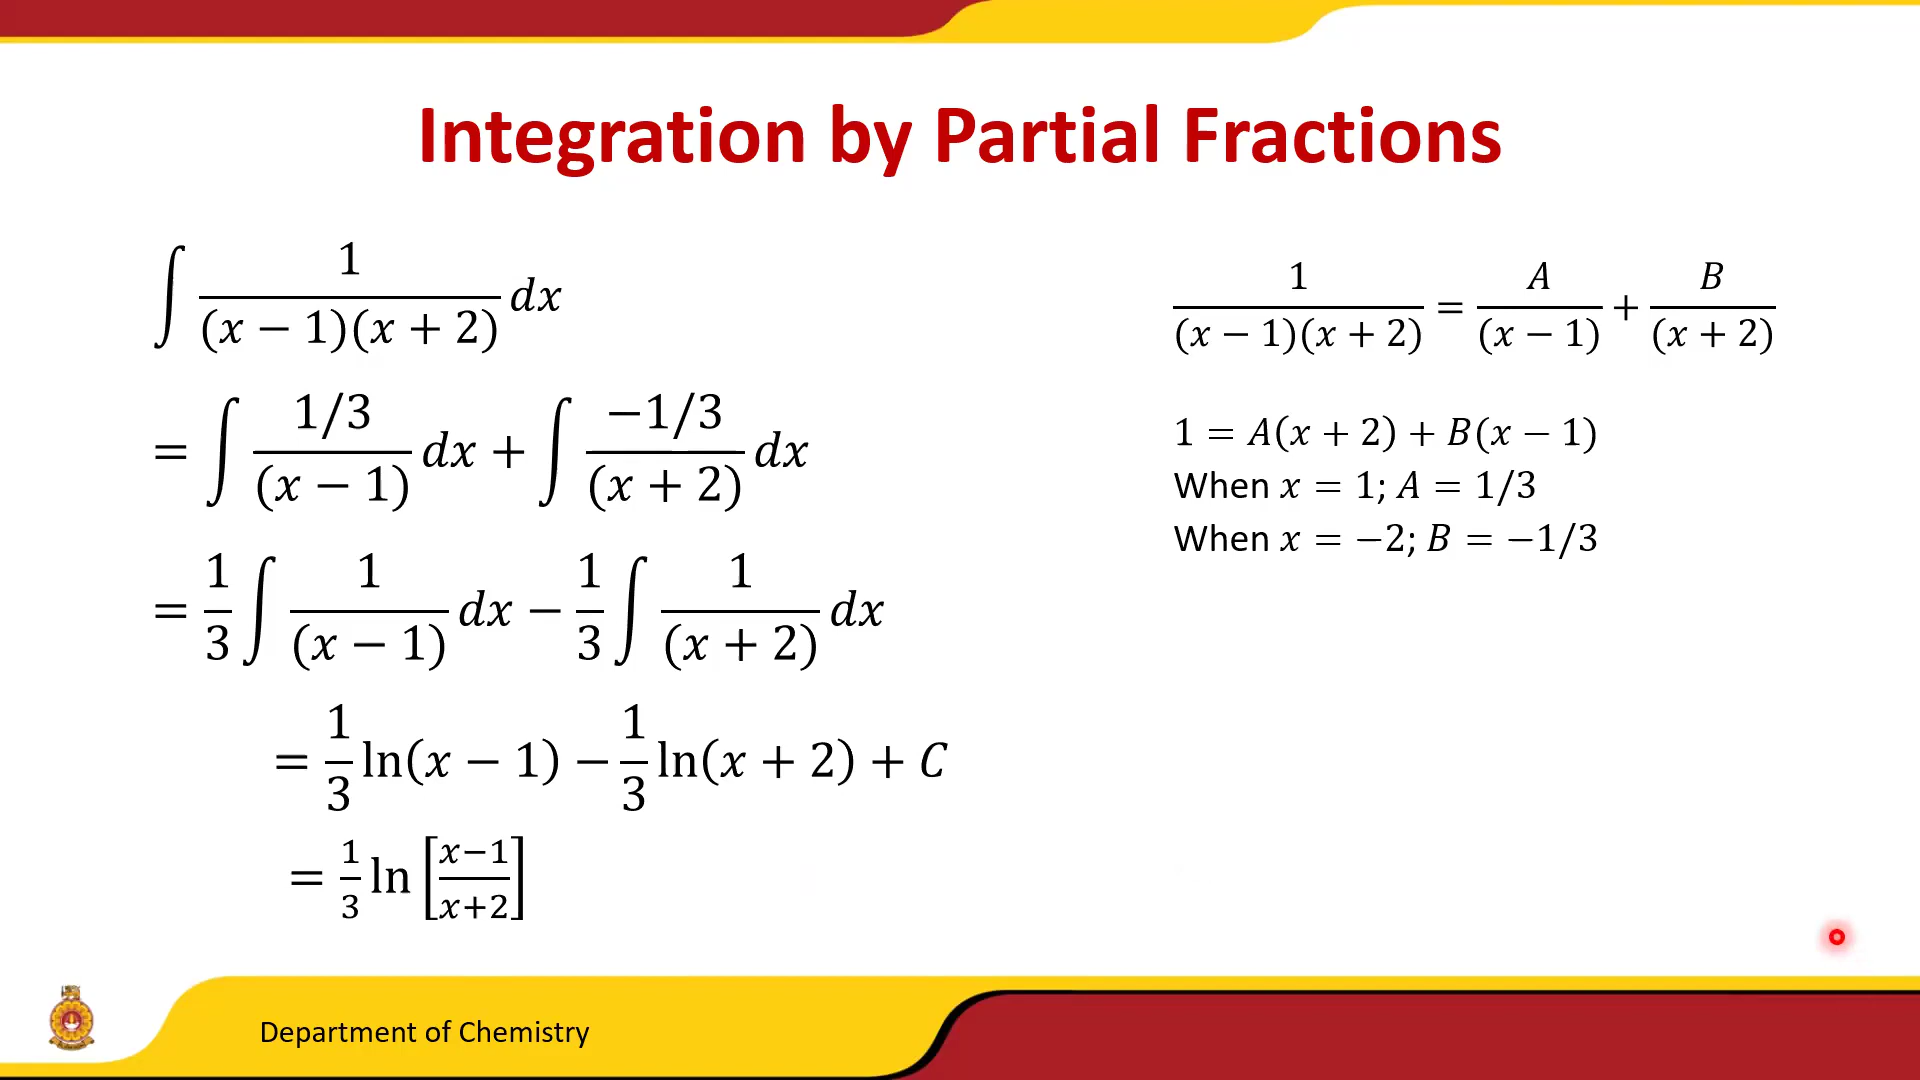 Integration by Partial Fractions
∫ 1/((x − 1)(x + 2)) dx
= ∫ (1/3)/(x − 1) dx + ∫ (−1/3)/(x + 2) dx
= 1/3 ∫ 1/(x − 1) dx − 1/3 ∫ 1/(x + 2) dx
= 1/3 ln(x − 1) − 1/3 ln(x + 2) + C
= 1/3 ln [(x−1)/(x+2)]
1/((x − 1)(x + 2)) = A/(x − 1) + B/(x + 2)
1 = A(x + 2) + B(x − 1)
When x = 1; A = 1/3
When x = −2; B = −1/3
Department of Chemistry